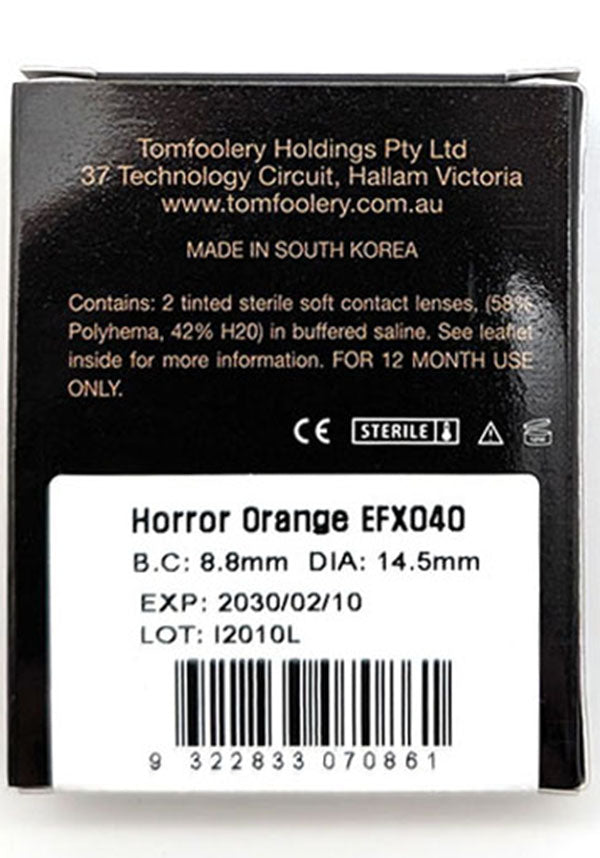 Tomfoolery Holdings Pty Ltd
37 Technology Circuit, Hallam Victoria
www.tomfoolery.com.au
MADE IN SOUTH KOREA
Contains: 2 tinted sterile soft contact lenses, (58%
Polyhema, 42% H20) in buffered saline. See leaflet
inside for more information. FOR 12 MONTH USE
ONLY.
CE STERILE
Horror Orange EFX040
B.C: 8.8mm DIA: 14.5mm
EXP: 2030/02/10
LOT: I2010L
9 322833 070861